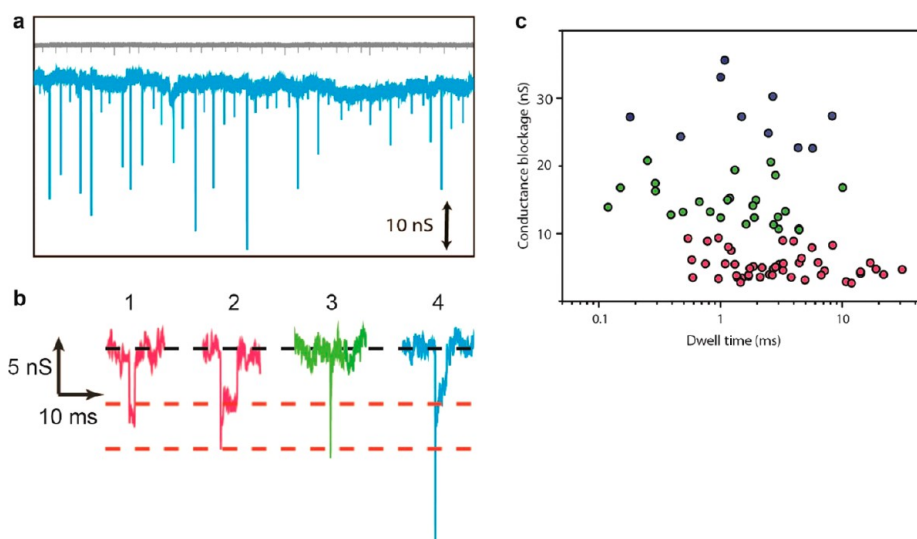 a
10 nS
b
1 2 3 4
5 nS
10 ms
c
Conductance blockage (nS)
30
20
10
0.1 1 10
Dwell time (ms)